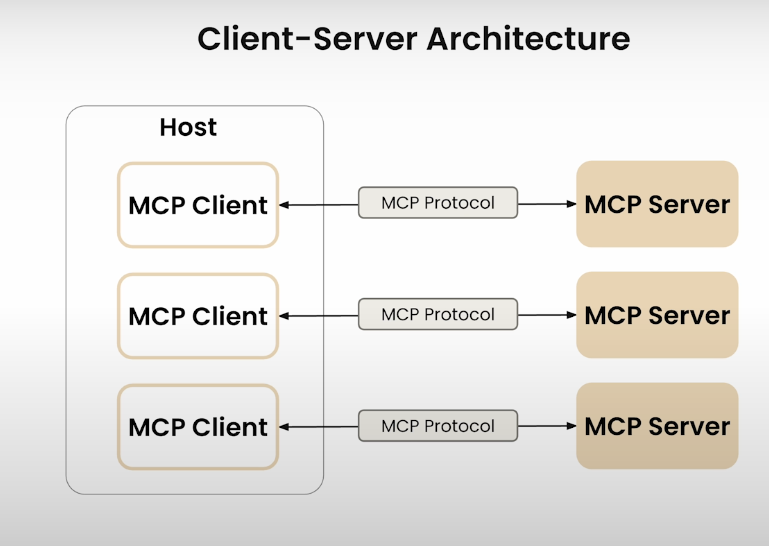 Client-Server Architecture
Host
MCP Client
MCP Protocol
MCP Server
MCP Client
MCP Protocol
MCP Server
MCP Client
MCP Protocol
MCP Server